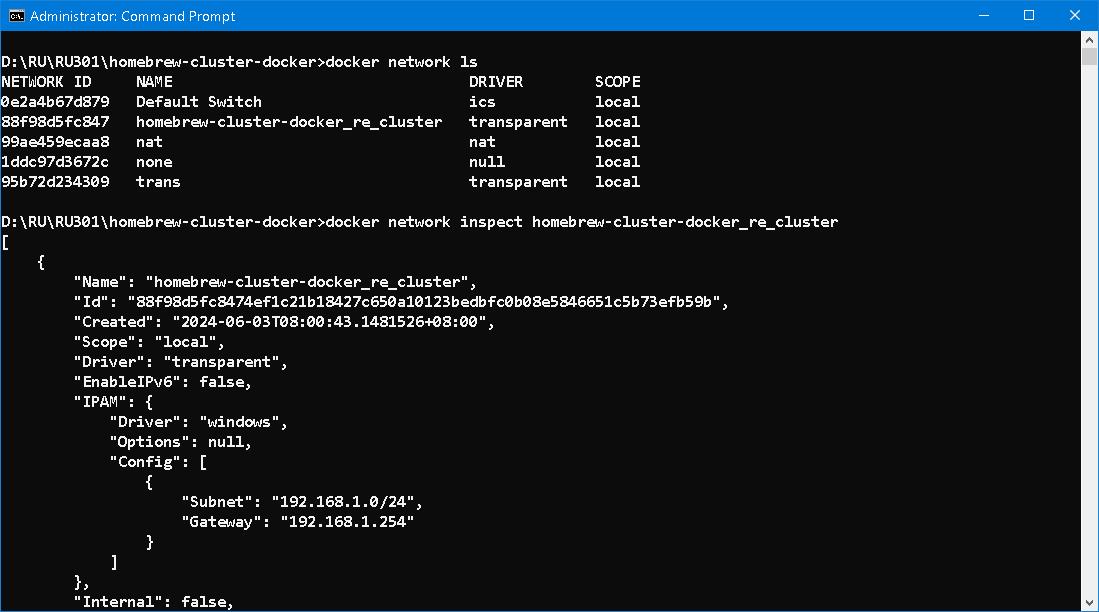 Administrator: Command Prompt
D:\RU\RU301\homebrew-cluster-docker>docker network ls
NETWORK ID     NAME                                 DRIVER        SCOPE
0e2a4b67d879   Default Switch                       ics           local
88f98d5fc847   homebrew-cluster-docker_re_cluster   transparent   local
99ae459ecaa8   nat                                  nat           local
1ddc97d3672c   none                                 null          local
95b72d234309   trans                                transparent   local
D:\RU\RU301\homebrew-cluster-docker>docker network inspect homebrew-cluster-docker_re_cluster
[
    {
        "Name": "homebrew-cluster-docker_re_cluster",
        "Id": "88f98d5fc8474ef1c21b18427c650a10123bedbfc0b08e5846651c5b73efb59b",
        "Created": "2024-06-03T08:00:43.1481526+08:00",
        "Scope": "local",
        "Driver": "transparent",
        "EnableIPv6": false,
        "IPAM": {
            "Driver": "windows",
            "Options": null,
            "Config": [
                {
                    "Subnet": "192.168.1.0/24",
                    "Gateway": "192.168.1.254"
                }
            ]
        },
        "Internal": false,